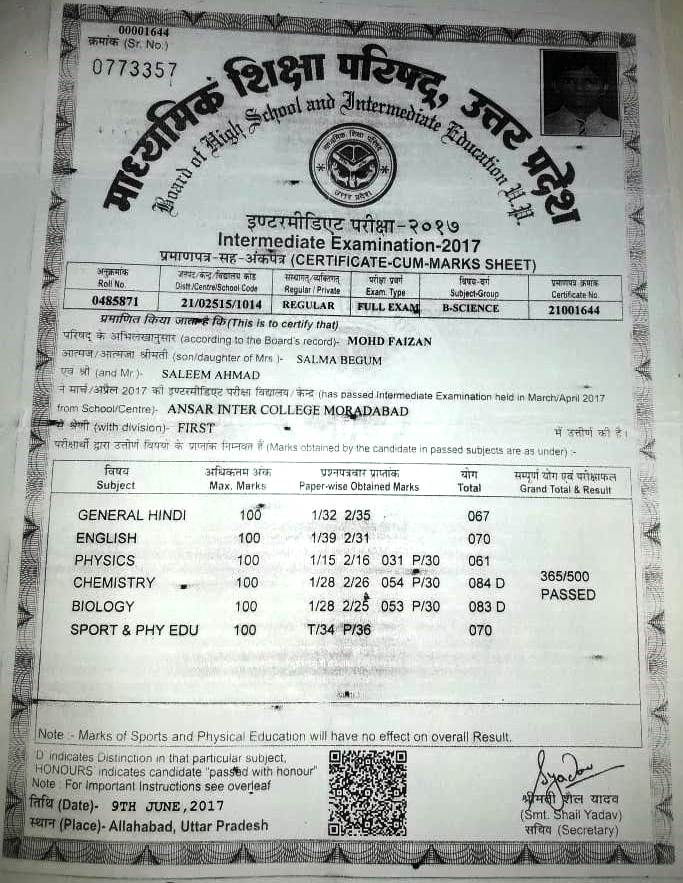 00001644
क्रमांक (Sr. No.)
0773357
माध्यमिक शिक्षा परिषद्, उत्तर प्रदेश
Board of High School and Intermediate Education U.P.
माध्यमिक शिक्षा परिषद
उत्तर प्रदेश
इण्टरमीडिएट परीक्षा-२०१७
Intermediate Examination-2017
प्रमाणपत्र-सह-अंकपत्र (CERTIFICATE-CUM-MARKS SHEET)
अनुक्रमांक जनपद/केन्द्र/विद्यालय कोड संस्थागत/व्यक्तिगत परीक्षा प्रवर्ग विषय-वर्ग प्रमाणपत्र क्रमांक
Roll No. Distt./Centre/School Code Regular / Private Exam. Type Subject-Group Certificate No.
0485871 21/02515/1014 REGULAR FULL EXAM B-SCIENCE 21001644
प्रमाणित किया जाता है कि (This is to certify that)
परिषद के अभिलेखानुसार (according to the Board's record)- MOHD FAIZAN
आत्मज/आत्मजा श्रीमती (son/daughter of Mrs.)- SALMA BEGUM
एवं श्री (and Mr.)- SALEEM AHMAD
ने मार्च/अप्रैल 2017 की इण्टरमीडिएट परीक्षा विद्यालय/केन्द्र (has passed Intermediate Examination held in March/April 2017
from School/Centre)- ANSAR INTER COLLEGE MORADABAD
श्रेणी (with division)- FIRST में उत्तीर्ण की है।
परीक्षार्थी द्वारा उत्तीर्ण विषयों के प्राप्तांक निम्नवत हैं (Marks obtained by the candidate in passed subjects are as under) :-
विषय अधिकतम अंक प्रश्नपत्रवार प्राप्तांक योग सम्पूर्ण योग एवं परीक्षाफल
Subject Max. Marks Paper-wise Obtained Marks Total Grand Total & Result
GENERAL HINDI 100 1/32 2/35 067
ENGLISH 100 1/39 2/31 070
PHYSICS 100 1/15 2/16 031 P/30 061
CHEMISTRY 100 1/28 2/26 054 P/30 084 D 365/500
PASSED
BIOLOGY 100 1/28 2/25 053 P/30 083 D
SPORT & PHY EDU 100 T/34 P/36 070
Note :- Marks of Sports and Physical Education will have no effect on overall Result.
'D' indicates Distinction in that particular subject,
'HONOURS' indicates candidate "passed with honour"
Note : For Important Instructions see overleaf
तिथि (Date)- 9TH JUNE, 2017
स्थान (Place)- Allahabad, Uttar Pradesh
Syadav
श्रीमती शैल यादव
(Smt. Shail Yadav)
सचिव (Secretary)